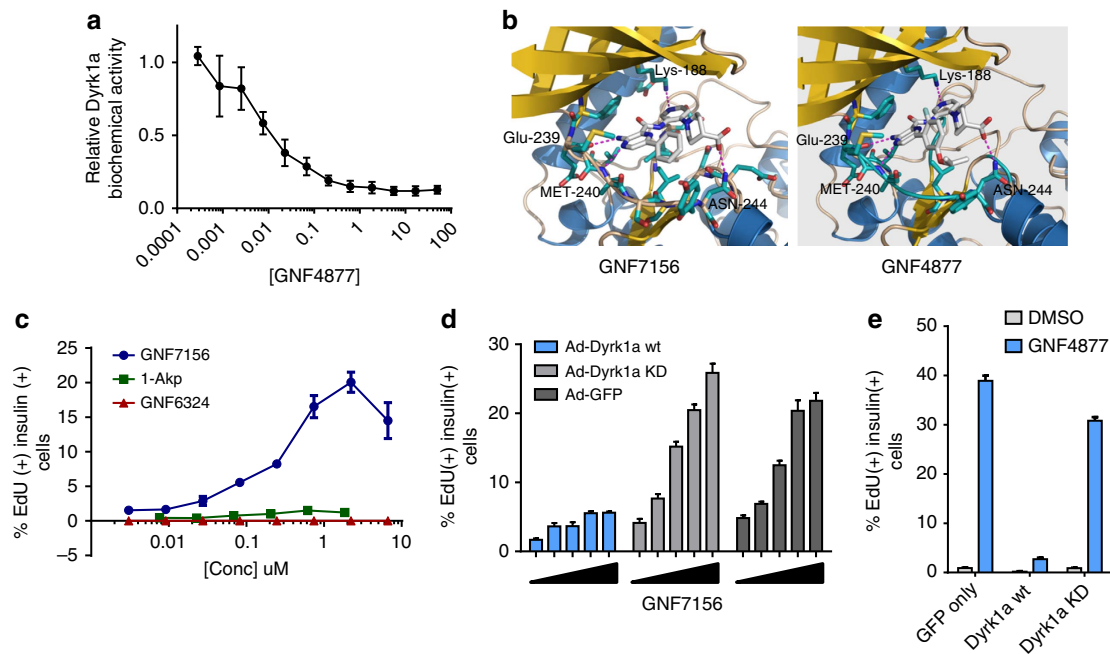 a
Relative Dyrk1a
biochemical activity
1.0
0.5
0.0
0.0001
0.001
0.01
0.1
1
10
100
[GNF4877]
b
Lys-188
Glu-239
MET-240
ASN-244
GNF7156
Lys-188
Glu-239
MET-240
ASN-244
GNF4877
c
% EdU (+) insulin (+)
cells
25
20
15
10
5
0
–5
GNF7156
1-Akp
GNF6324
0.01
0.1
1
10
[Conc] uM
d
% EdU(+) insulin(+)
cells
30
20
10
0
Ad-Dyrk1a wt
Ad-Dyrk1a KD
Ad-GFP
GNF7156
e
% EdU(+) insulin(+)
cells
50
40
30
20
10
0
DMSO
GNF4877
GFP only
Dyrk1a wt
Dyrk1a KD